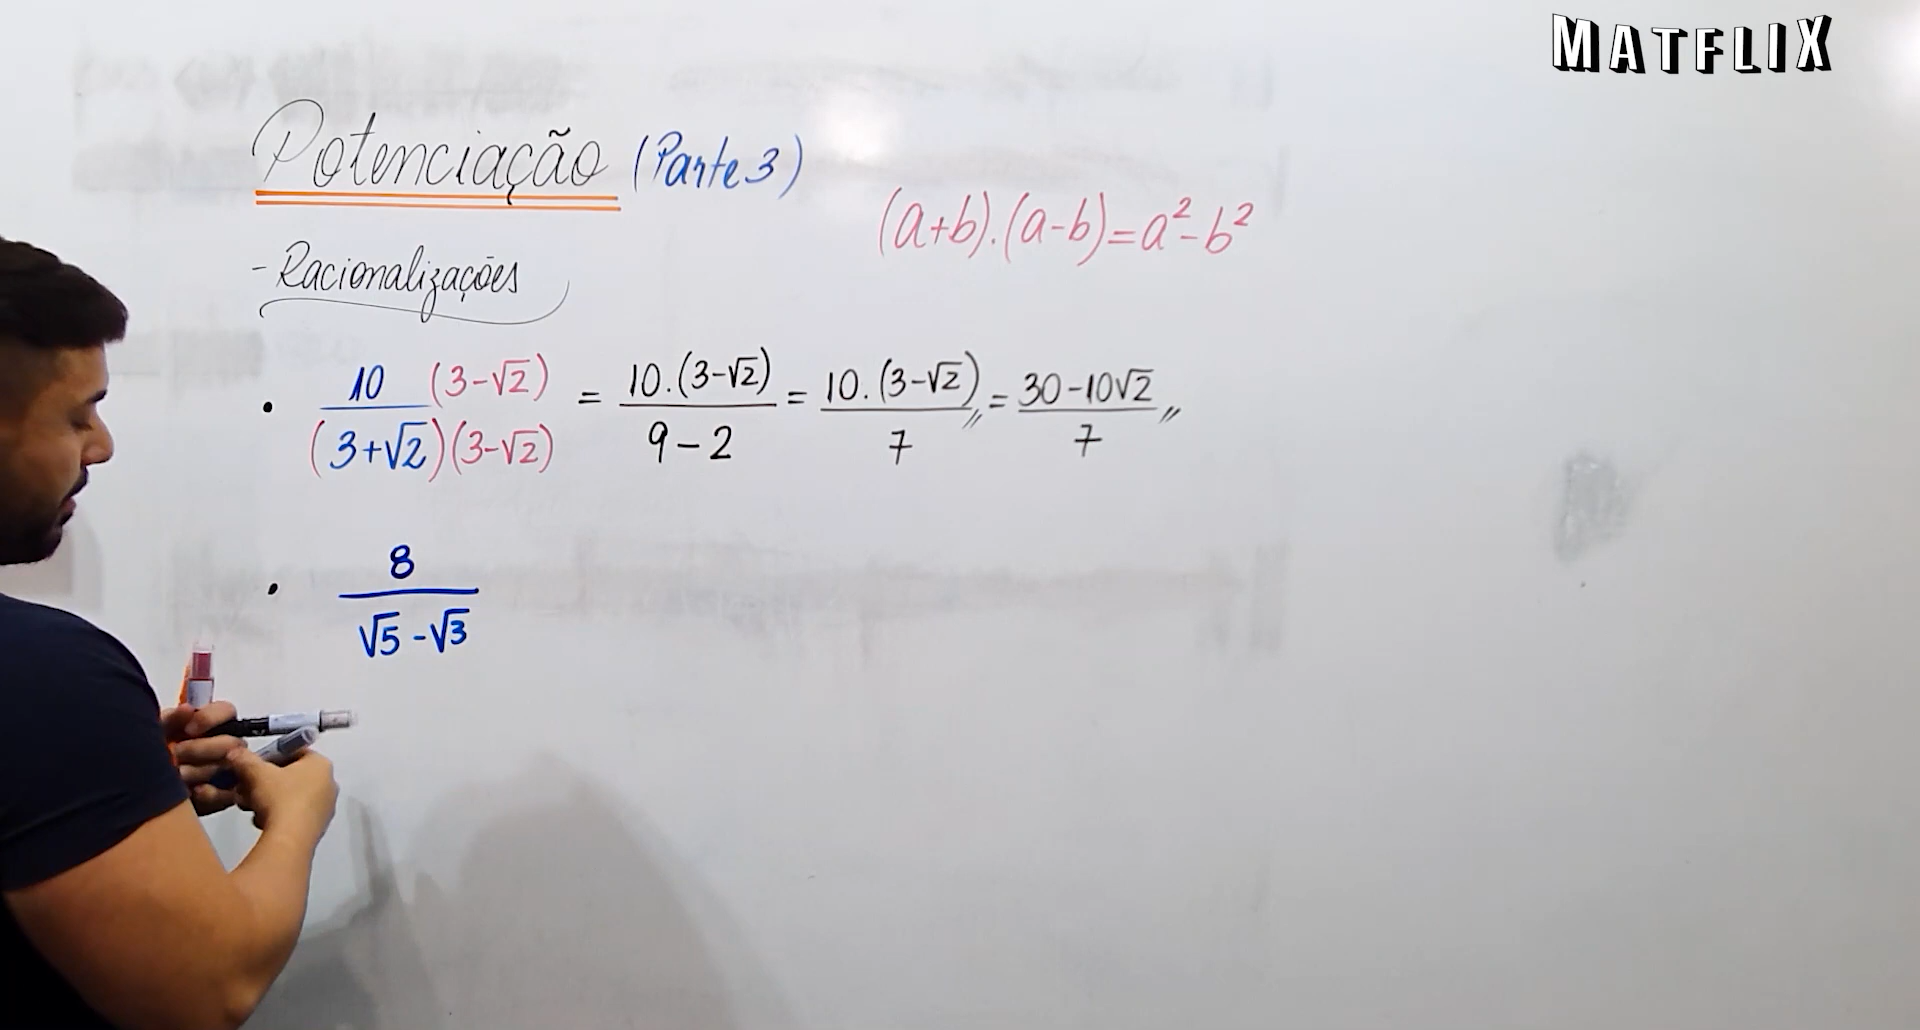 MATFLIX
Potenciação (Parte 3)
(a+b).(a-b)=a²-b²
- Racionalizações
• 10 (3-√2) / (3+√2)(3-√2) = 10.(3-√2) / 9-2 = 10.(3-√2) / 7 = 30-10√2 / 7
• 8 / √5-√3